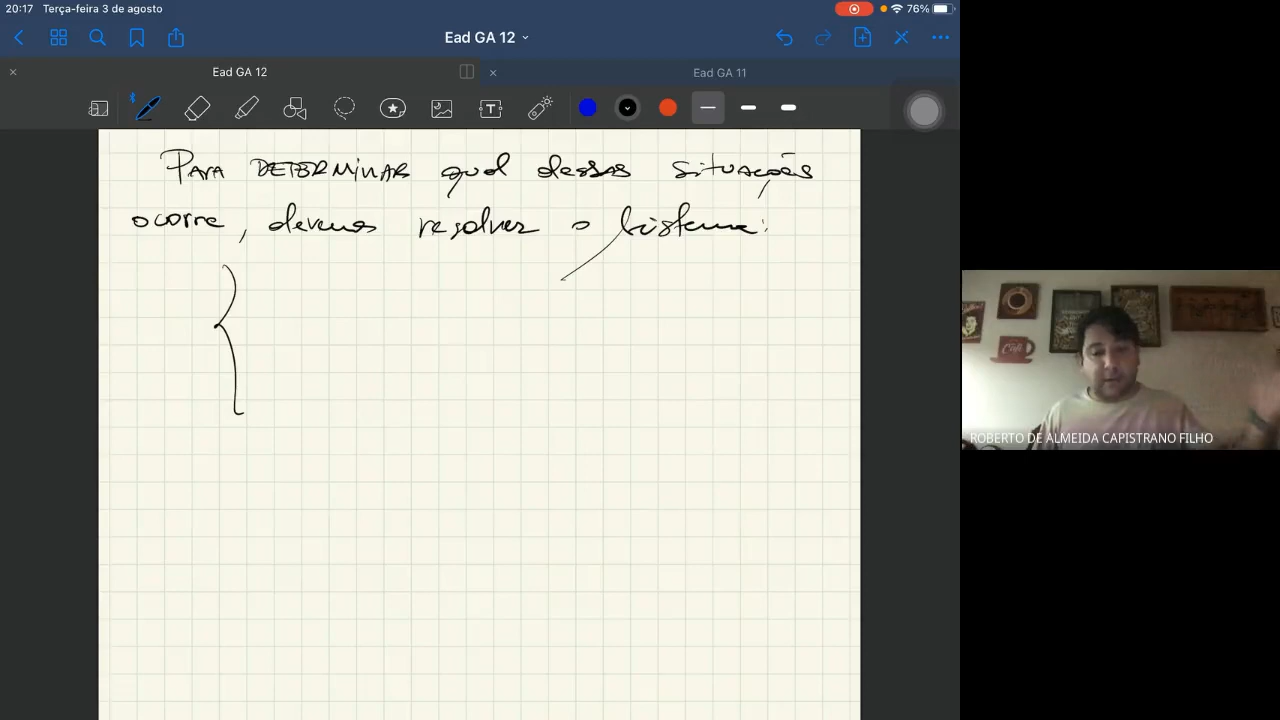 20:17 Terça-feira 3 de agosto
76%
Ead GA 12
Ead GA 12
Ead GA 11
PARA DETERMINAR qual dessas situações
ocorre, devemos resolver o sistema:
ROBERTO DE ALMEIDA CAPISTRANO FILHO